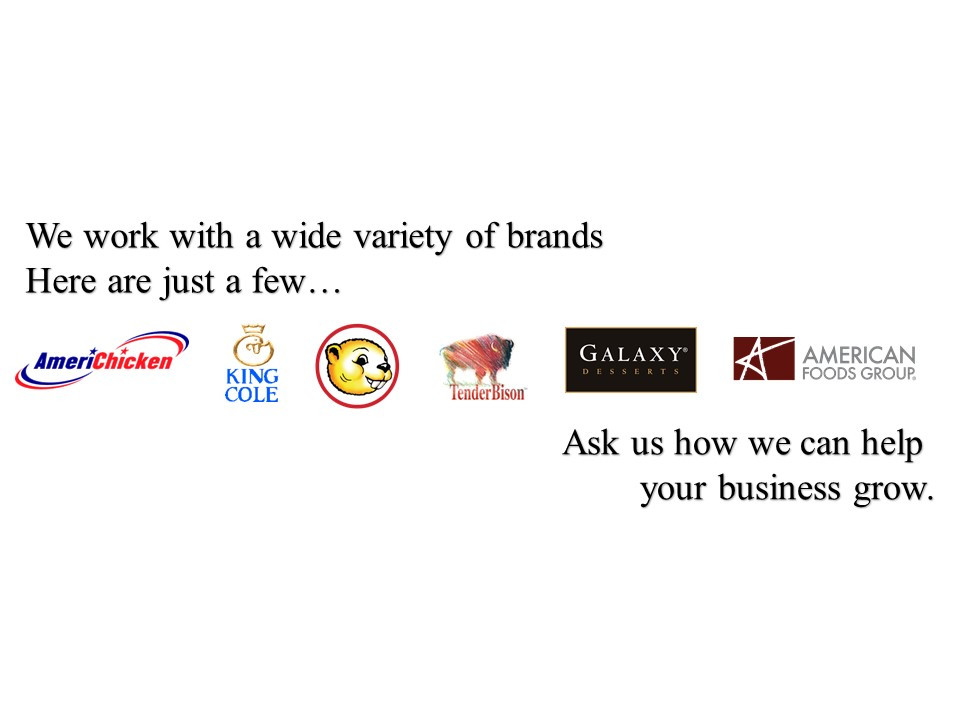 We work with a wide variety of brands
Here are just a few…
AmeriChicken
KING
COLE
TenderBison
GALAXY®
DESSERTS
AMERICAN
FOODS GROUP®
Ask us how we can help
your business grow.